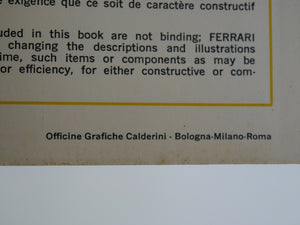 exigence que ce soit de caractère constructif
uded in this book are not binding; FERRARI
changing the descriptions and illustrations
ime, such items or components as may be
or efficiency, for either constructive or com-
Officine Grafiche Calderini - Bologna-Milano-Roma